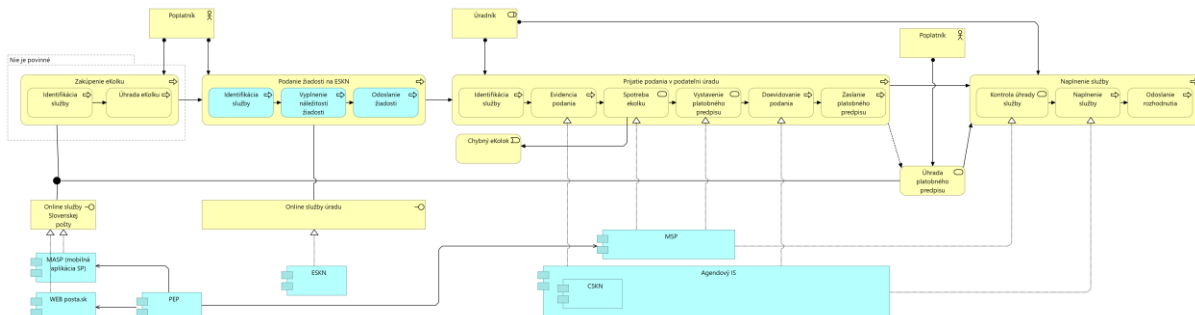 Poplatník
Úradník
Poplatník
Nie je povinné
Zakúpenie eKolku
Identifikácia
služby
Úhrada eKolku
Podanie žiadosti na ESKN
Identifikácia
služby
Vyplnenie
náležitostí
žiadosti
Odoslanie
žiadosti
Prijatie podania v podateľni úradu
Identifikácia
služby
Evidencia
podania
Spotreba
ekolku
Vystavenie
platobného
predpisu
Doevidovanie
podania
Zaslanie
platobného
predpisu
Naplnenie služby
Kontrola úhrady
služby
Naplnenie
služby
Odoslanie
rozhodnutia
Chybný eKolok
Úhrada
platobného
predpisu
Online služby
Slovenskej
pošty
Online služby úradu
MASP (mobilná
aplikácia SP)
WEB posta.sk
PEP
ESKN
MSP
Agendový IS
CSKN